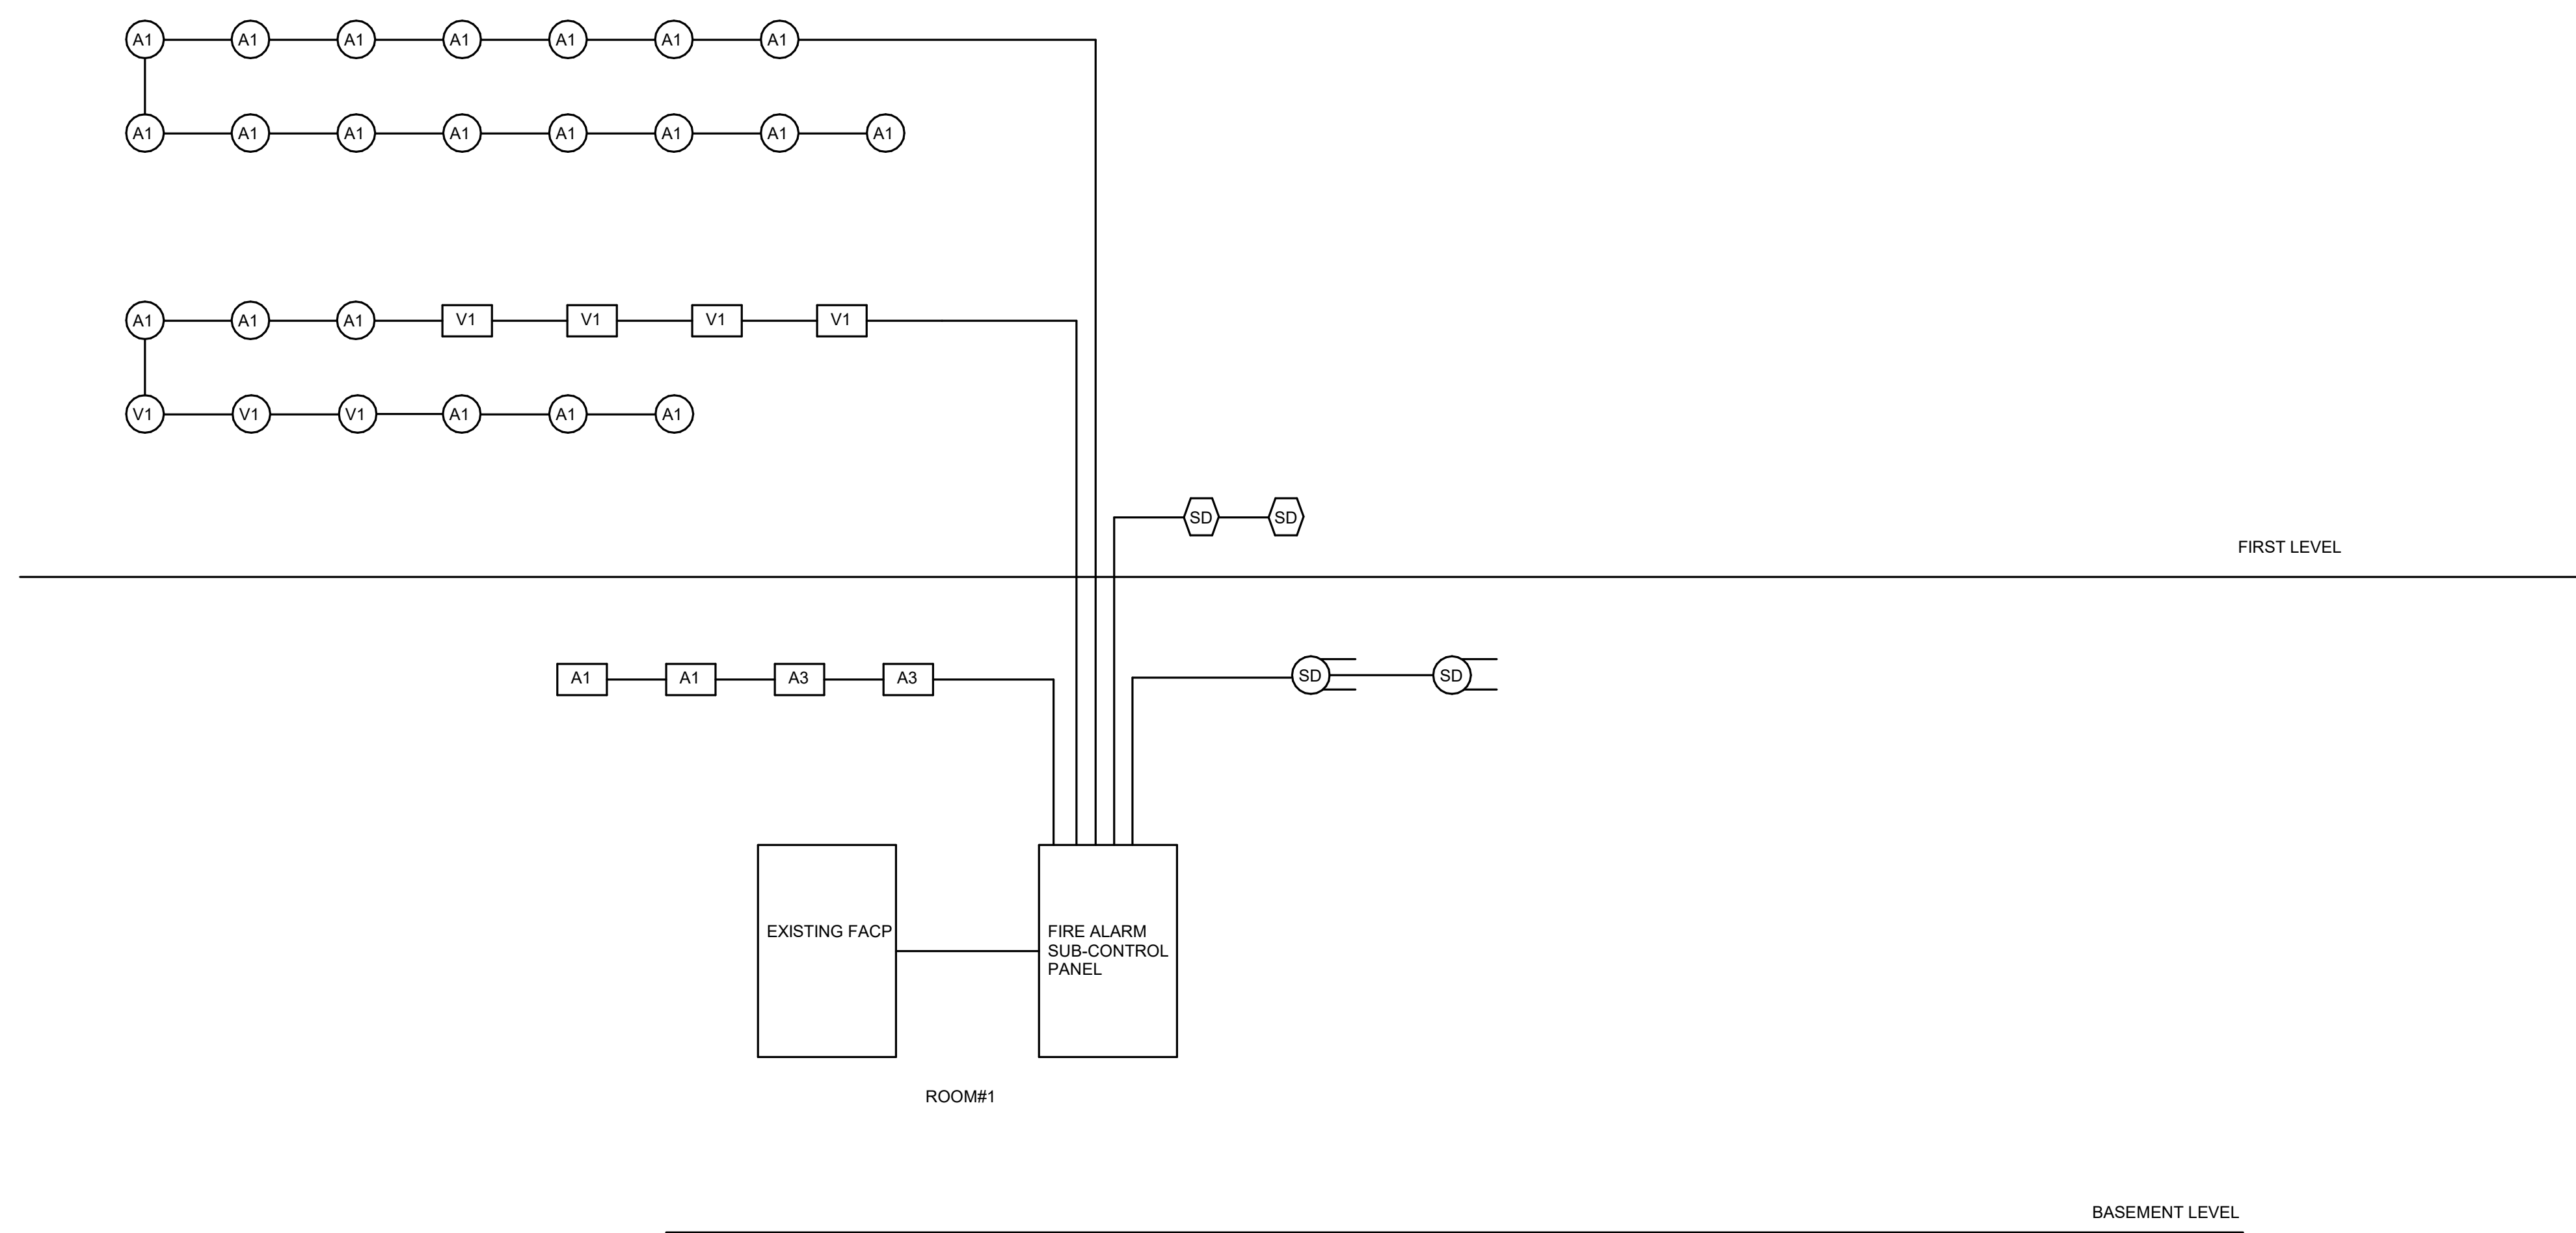 A1 A1 A1 A1 A1 A1 A1
A1 A1 A1 A1 A1 A1 A1 A1
A1 A1 A1 V1 V1 V1 V1
V1 V1 V1 A1 A1 A1
SD SD
FIRST LEVEL
A1 A1 A3 A3
SD SD
EXISTING FACP
FIRE ALARM
SUB-CONTROL
PANEL
ROOM#1
BASEMENT LEVEL